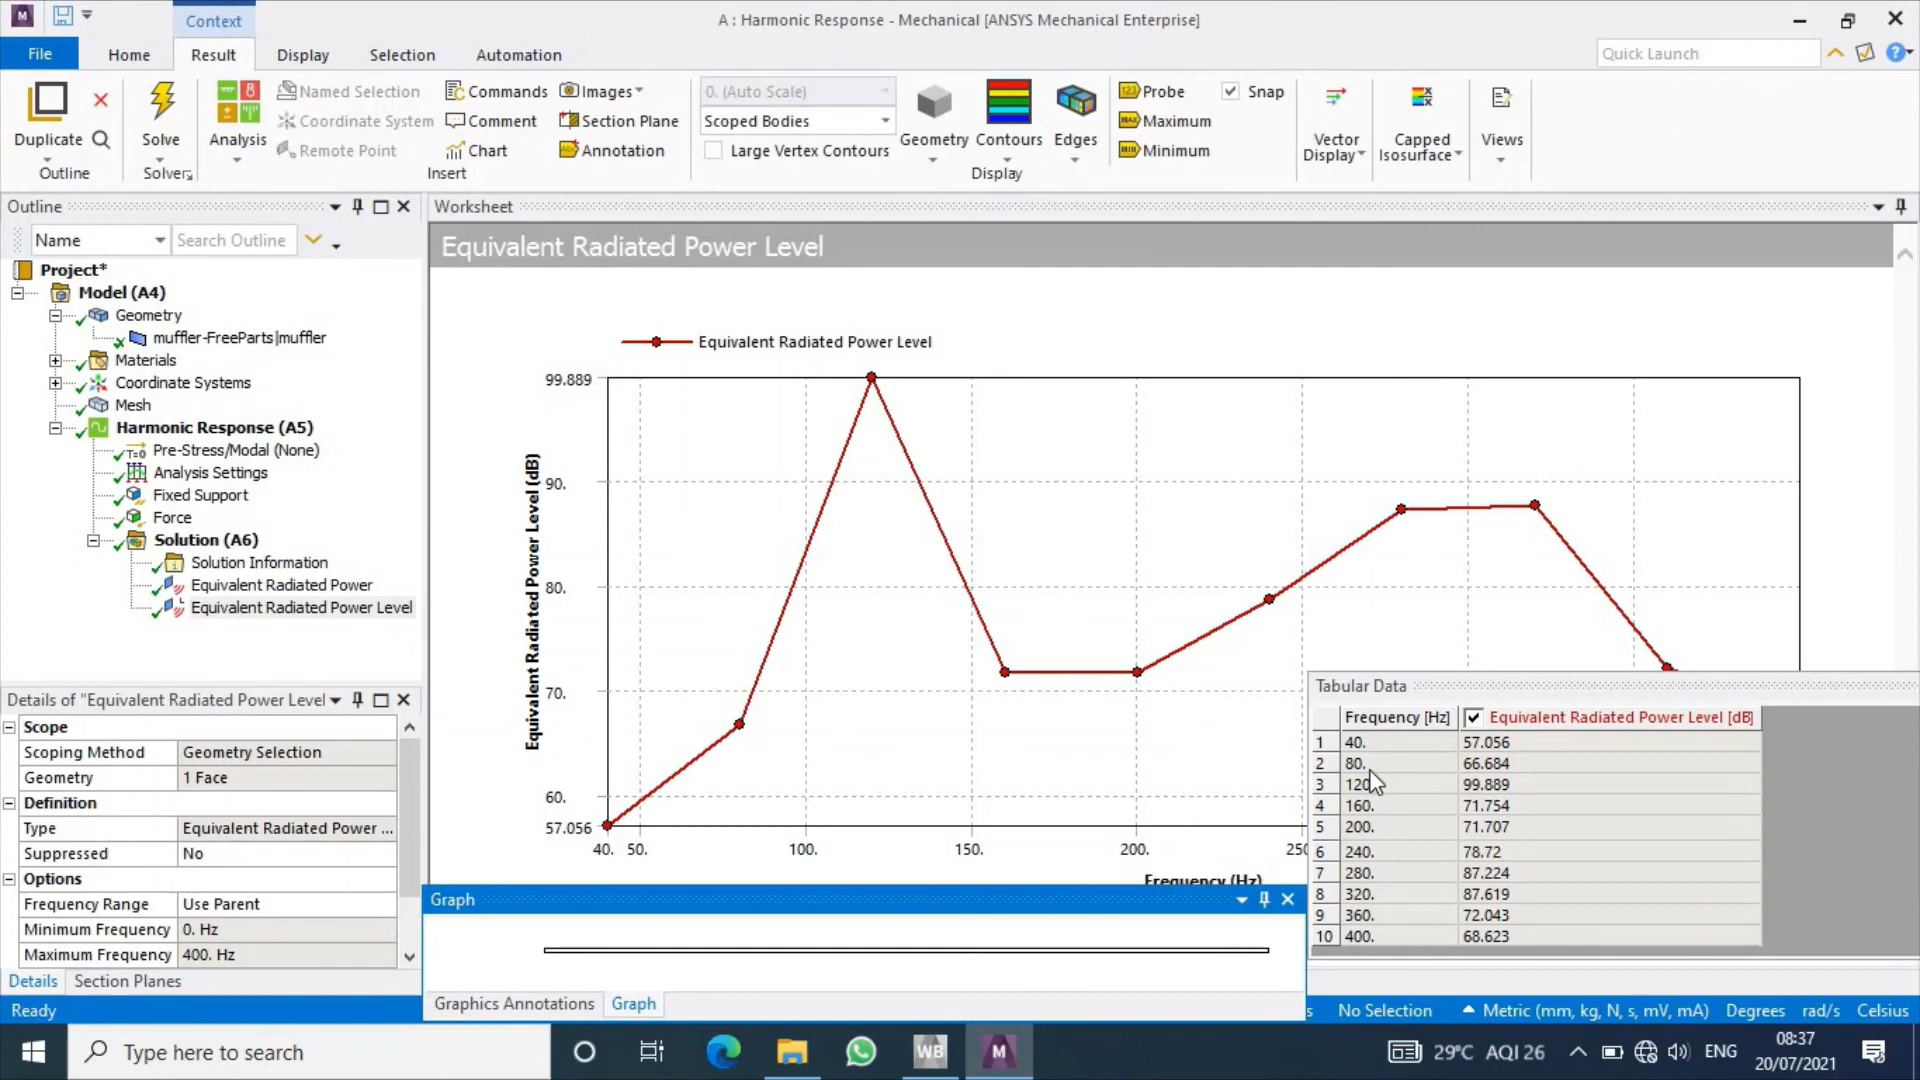 Context
A : Harmonic Response - Mechanical [ANSYS Mechanical Enterprise]
File
Home
Result
Display
Selection
Automation
Quick Launch
Duplicate
Outline
Solve
Solver
Analysis
Named Selection
Coordinate System
Remote Point
Commands
Comment
Chart
Insert
Images
Section Plane
Annotation
0. (Auto Scale)
Scoped Bodies
Large Vertex Contours
Geometry
Contours
Edges
Display
Probe
Maximum
Minimum
Snap
Vector
Display
Capped
Isosurface
Views
Outline
Name
Search Outline
Project*
Model (A4)
Geometry
muffler-FreeParts|muffler
Materials
Coordinate Systems
Mesh
Harmonic Response (A5)
Pre-Stress/Modal (None)
Analysis Settings
Fixed Support
Force
Solution (A6)
Solution Information
Equivalent Radiated Power
Equivalent Radiated Power Level
Details of "Equivalent Radiated Power Level
Scope
Scoping Method Geometry Selection
Geometry 1 Face
Definition
Type Equivalent Radiated Power ...
Suppressed No
Options
Frequency Range Use Parent
Minimum Frequency 0. Hz
Maximum Frequency 400. Hz
Details
Section Planes
Worksheet
Equivalent Radiated Power Level
Equivalent Radiated Power Level
Equivalent Radiated Power Level (dB)
99.889
90.
80.
70.
60.
57.056
40. 50. 100. 150. 200. 250
Frequency (Hz)
Graph
Graphics Annotations
Graph
Tabular Data
Frequency [Hz] Equivalent Radiated Power Level [dB]
1 40. 57.056
2 80. 66.684
3 120. 99.889
4 160. 71.754
5 200. 71.707
6 240. 78.72
7 280. 87.224
8 320. 87.619
9 360. 72.043
10 400. 68.623
Ready
s
No Selection
Metric (mm, kg, N, s, mV, mA)
Degrees
rad/s
Celsius
Type here to search
WB
M
29°C AQI 26
ENG
08:37
20/07/2021